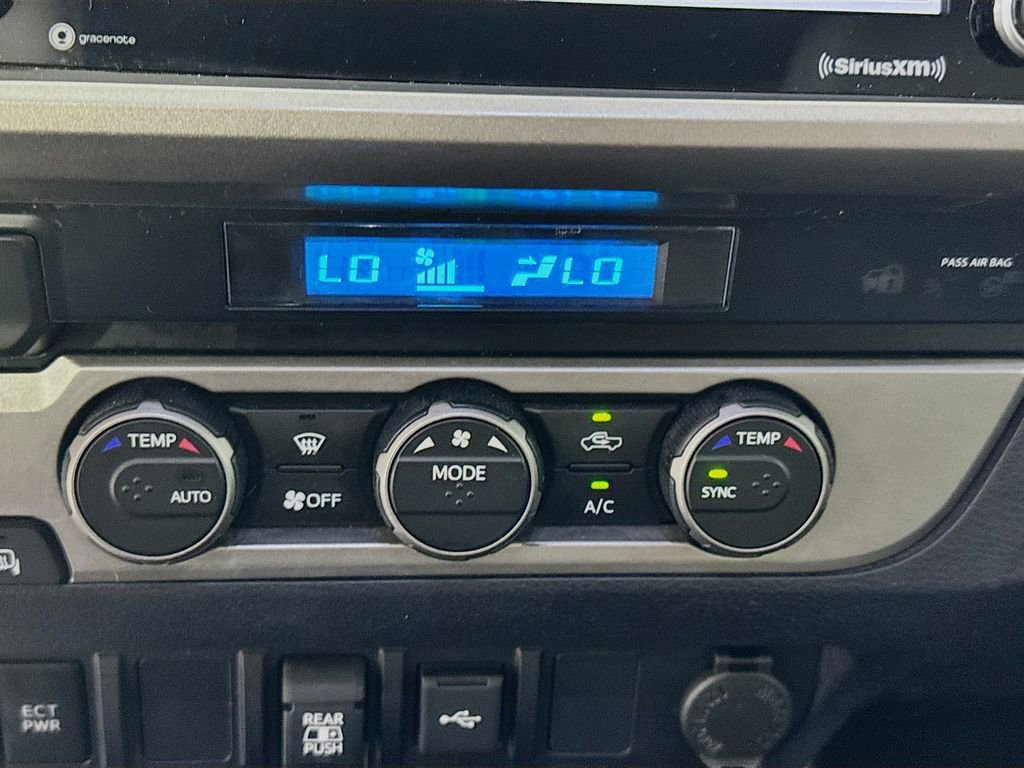 gracenote
SiriusXM
LO LO
PASS AIR BAG
TEMP
AUTO
OFF
MODE
A/C
TEMP
SYNC
ECT
PWR
REAR
PUSH